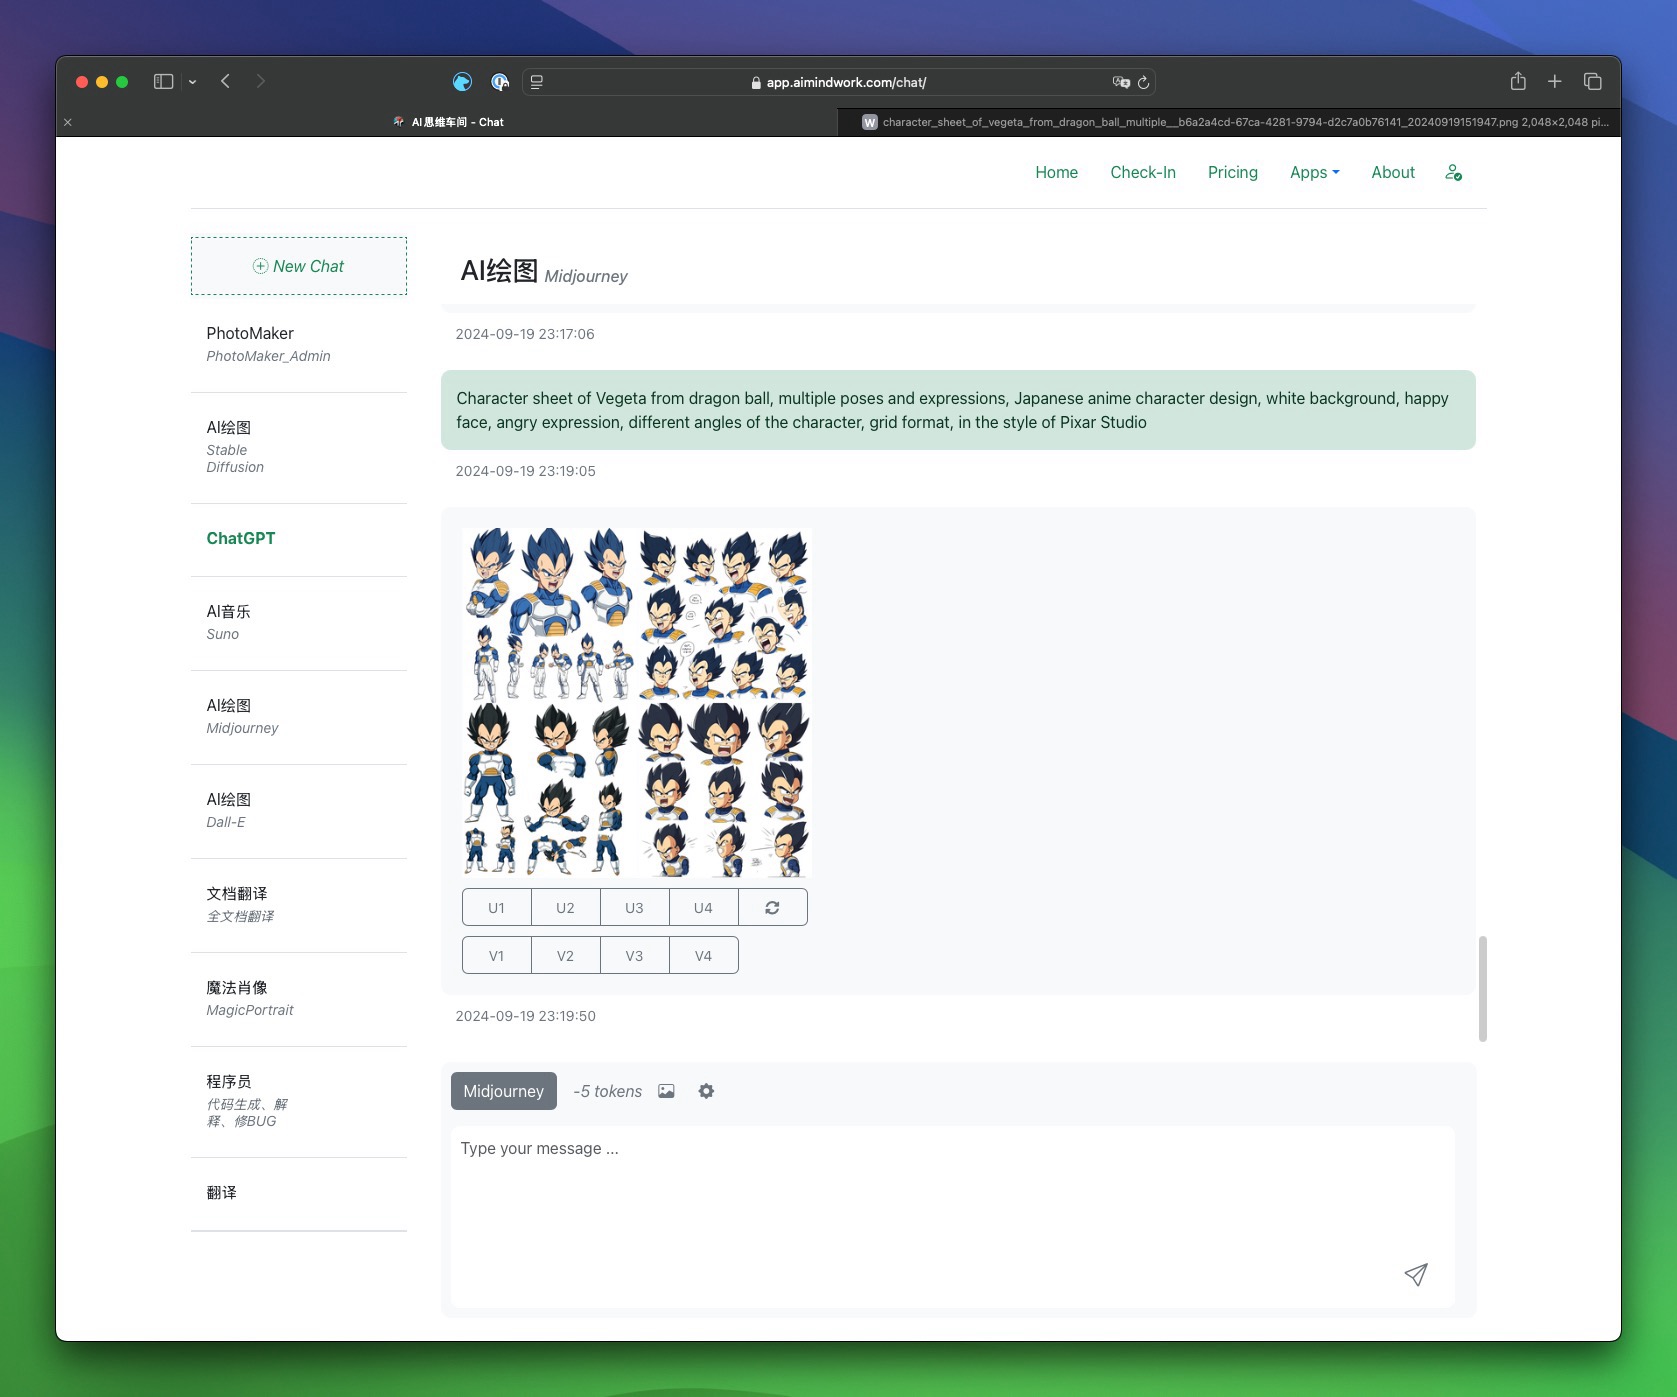 app.aimindwork.com/chat/
AI思维车间 - Chat
W character_sheet_of_vegeta_from_dragon_ball_multiple__b6a2a4cd-67ca-4281-9794-d2c7a0b76141_20240919151947.png 2,048×2,048 pi...
Home Check-In Pricing Apps About
New Chat
PhotoMaker
PhotoMaker_Admin
AI绘图
Stable
Diffusion
ChatGPT
AI音乐
Suno
AI绘图
Midjourney
AI绘图
Dall-E
文档翻译
全文档翻译
魔法肖像
MagicPortrait
程序员
代码生成、解
释、修BUG
翻译
AI绘图 Midjourney
2024-09-19 23:17:06
Character sheet of Vegeta from dragon ball, multiple poses and expressions, Japanese anime character design, white background, happy
face, angry expression, different angles of the character, grid format, in the style of Pixar Studio
2024-09-19 23:19:05
U1 U2 U3 U4
V1 V2 V3 V4
2024-09-19 23:19:50
Midjourney -5 tokens
Type your message ...